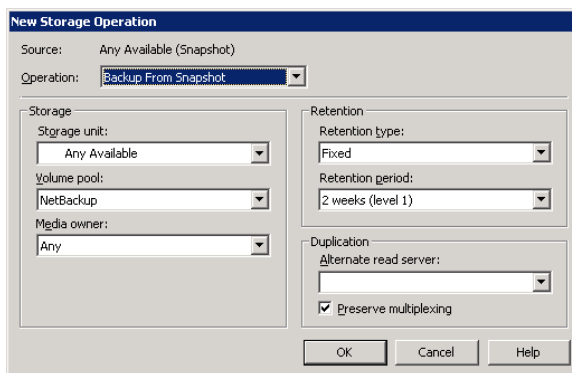 New Storage Operation
Source: Any Available (Snapshot)
Operation: Backup From Snapshot
Storage
Storage unit:
Any Available
Volume pool:
NetBackup
Media owner:
Any
Retention
Retention type:
Fixed
Retention period:
2 weeks (level 1)
Duplication
Alternate read server:
Preserve multiplexing
OK Cancel Help